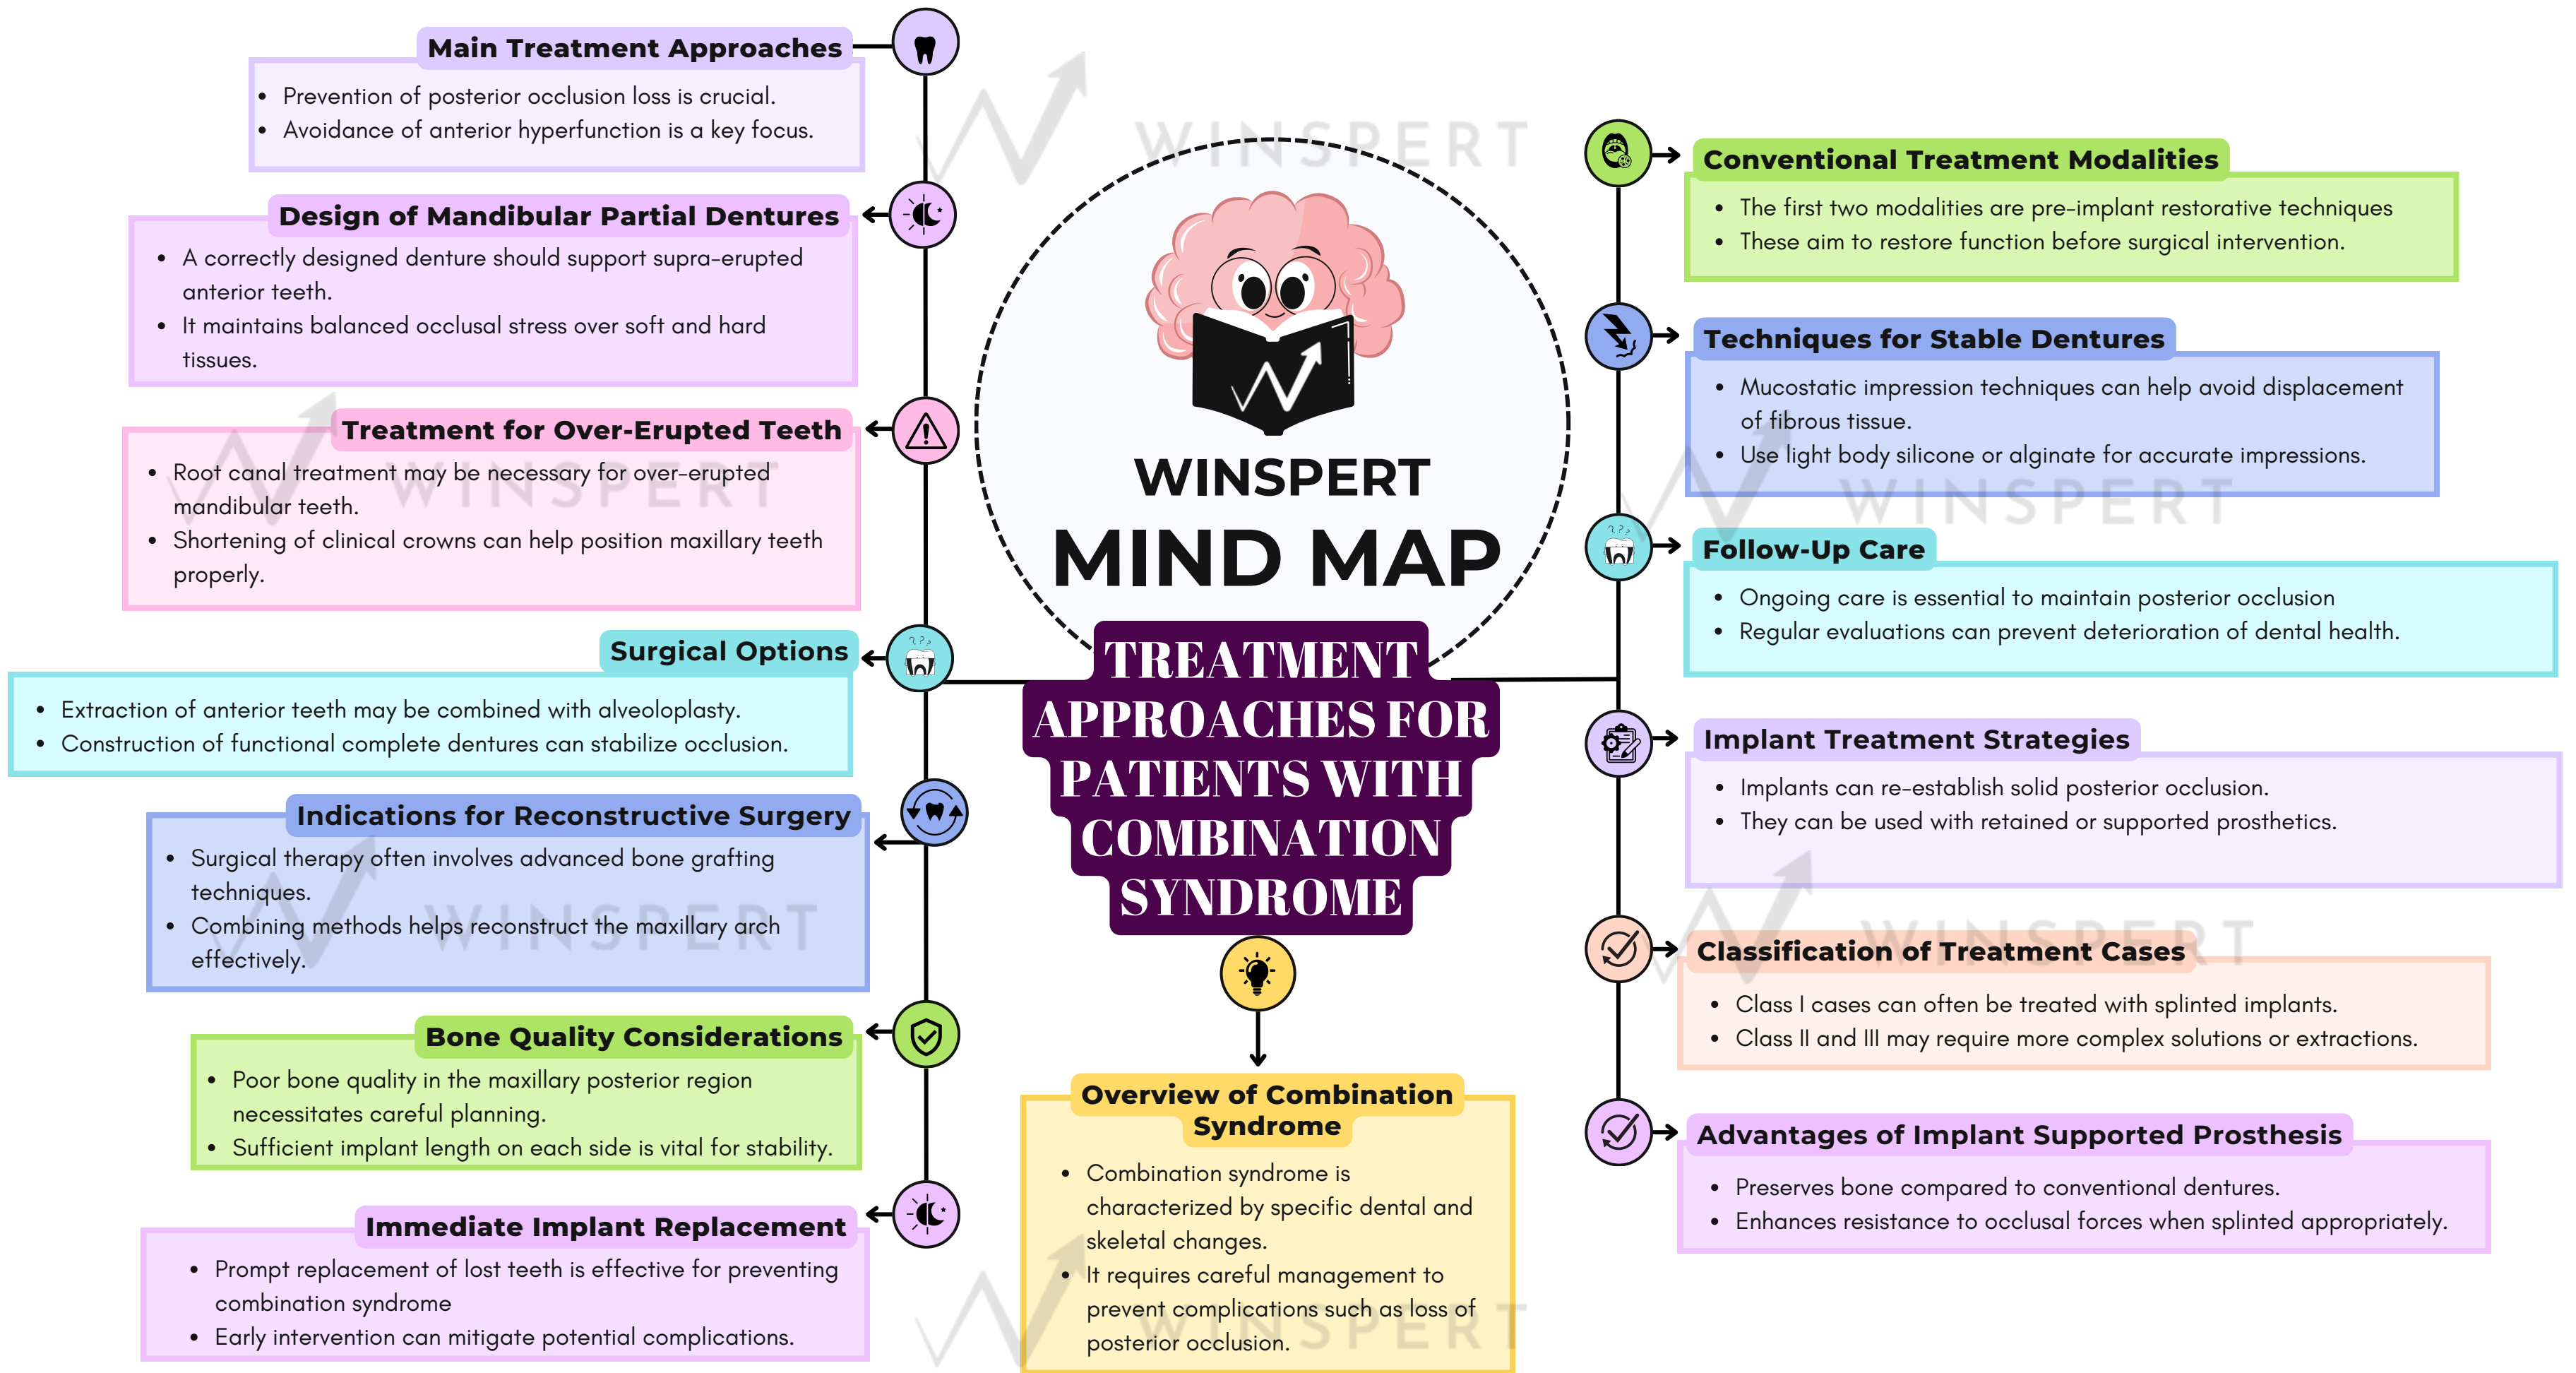 Main Treatment Approaches
• Prevention of posterior occlusion loss is crucial.
• Avoidance of anterior hyperfunction is a key focus.
Design of Mandibular Partial Dentures
• A correctly designed denture should support supra-erupted
anterior teeth.
• It maintains balanced occlusal stress over soft and hard
tissues.
Treatment for Over-Erupted Teeth
• Root canal treatment may be necessary for over-erupted
mandibular teeth.
• Shortening of clinical crowns can help position maxillary teeth
properly.
Surgical Options
• Extraction of anterior teeth may be combined with alveoloplasty.
• Construction of functional complete dentures can stabilize occlusion.
Indications for Reconstructive Surgery
• Surgical therapy often involves advanced bone grafting
techniques.
• Combining methods helps reconstruct the maxillary arch
effectively.
Bone Quality Considerations
• Poor bone quality in the maxillary posterior region
necessitates careful planning.
• Sufficient implant length on each side is vital for stability.
Immediate Implant Replacement
• Prompt replacement of lost teeth is effective for preventing
combination syndrome
• Early intervention can mitigate potential complications.
WINSPERT
MIND MAP
TREATMENT
APPROACHES FOR
PATIENTS WITH
COMBINATION
SYNDROME
Overview of Combination
Syndrome
• Combination syndrome is
characterized by specific dental and
skeletal changes.
• It requires careful management to
prevent complications such as loss of
posterior occlusion.
Conventional Treatment Modalities
• The first two modalities are pre-implant restorative techniques
• These aim to restore function before surgical intervention.
Techniques for Stable Dentures
• Mucostatic impression techniques can help avoid displacement
of fibrous tissue.
• Use light body silicone or alginate for accurate impressions.
???
Follow-Up Care
• Ongoing care is essential to maintain posterior occlusion
• Regular evaluations can prevent deterioration of dental health.
Implant Treatment Strategies
• Implants can re-establish solid posterior occlusion.
• They can be used with retained or supported prosthetics.
Classification of Treatment Cases
• Class I cases can often be treated with splinted implants.
• Class II and III may require more complex solutions or extractions.
Advantages of Implant Supported Prosthesis
• Preserves bone compared to conventional dentures.
• Enhances resistance to occlusal forces when splinted appropriately.
???
WINSPERT
WINSPERT
WINSPERT
WINSPERT
WINSPERT
WINSPERT